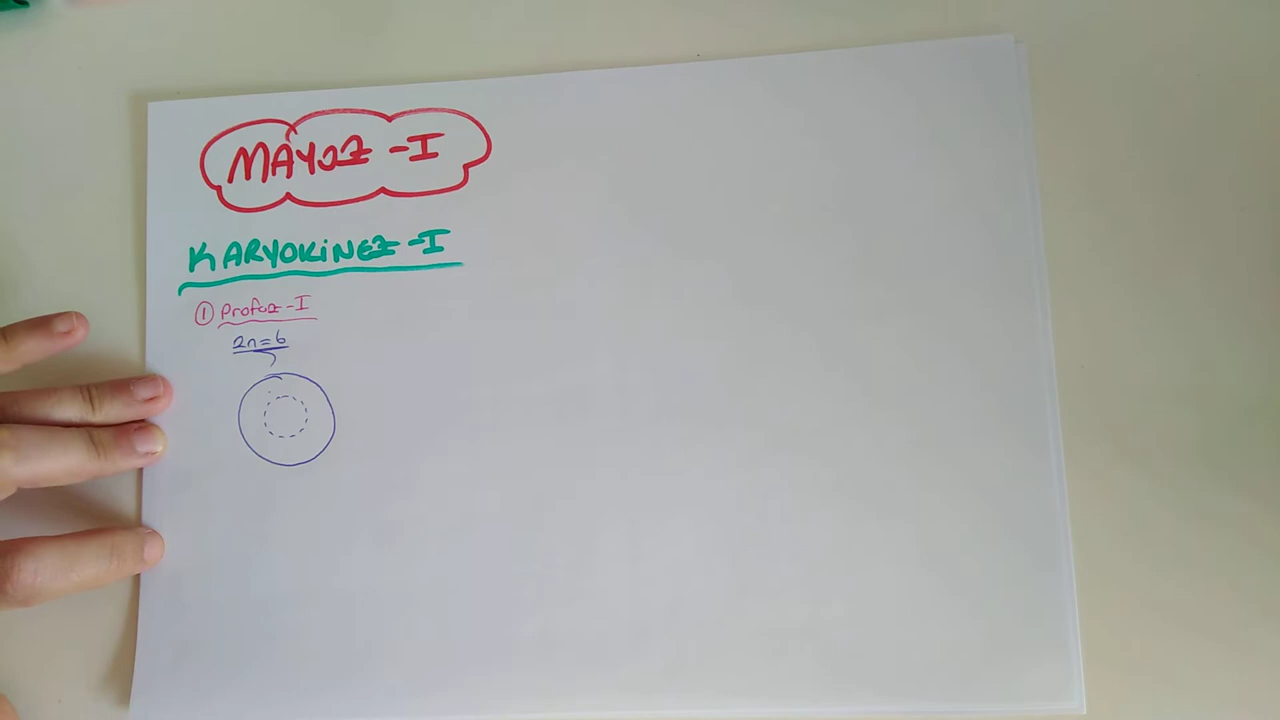 MAYOZ - I
KARYOKİNEZ - I
① Profaz - I
2n = 6